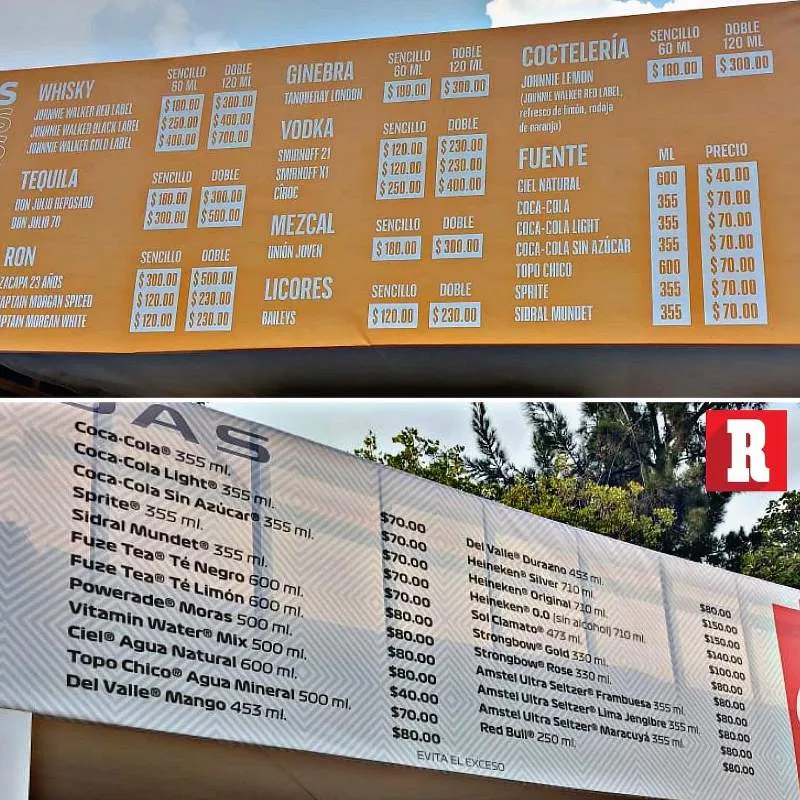 WHISKY SENCILLO 60 ML DOBLE 120 ML
JOHNNIE WALKER RED LABEL $180.00 $300.00
JOHNNIE WALKER BLACK LABEL $250.00 $400.00
JOHNNIE WALKER GOLD LABEL $400.00 $700.00
TEQUILA SENCILLO DOBLE
DON JULIO REPOSADO $180.00 $300.00
DON JULIO 70 $300.00 $500.00
RON SENCILLO DOBLE
ZACAPA 23 AÑOS $300.00 $500.00
CAPTAIN MORGAN SPICED $120.00 $230.00
APTAIN MORGAN WHITE $120.00 $230.00
GINEBRA SENCILLO 60 ML DOBLE 120 ML
TANQUERAY LONDON $180.00 $300.00
VODKA SENCILLO DOBLE
SMIRNOFF 21 $120.00 $230.00
SMIRNOFF X1 $120.00 $230.00
CÎROC $250.00 $400.00
MEZCAL SENCILLO DOBLE
UNIÓN JOVEN $180.00 $300.00
LICORES SENCILLO DOBLE
BAILEYS $120.00 $230.00
COCTELERÍA SENCILLO 60 ML DOBLE 120 ML
JOHNNIE LEMON $180.00 $300.00
(JOHNNIE WALKER RED LABEL,
refresco de limón, rodaja
de naranja)
FUENTE ML PRECIO
CIEL NATURAL 600 $40.00
COCA-COLA 355 $70.00
COCA-COLA LIGHT 355 $70.00
COCA-COLA SIN AZÚCAR 355 $70.00
TOPO CHICO 600 $70.00
SPRITE 355 $70.00
SIDRAL MUNDET 355 $70.00
R
DAS
Coca-Cola® 355 ml. $70.00
Coca-Cola Light® 355 ml. $70.00
Coca-Cola Sin Azúcar® 355 ml. $70.00
Sprite® 355 ml. $70.00
Sidral Mundet® 355 ml. $70.00
Fuze Tea® Té Negro 600 ml. $80.00
Fuze Tea® Té Limón 600 ml. $80.00
Powerade® Moras 500 ml. $80.00
Vitamin Water® Mix 500 ml. $80.00
Ciel® Agua Natural 600 ml. $40.00
Topo Chico® Agua Mineral 500 ml. $70.00
Del Valle® Mango 453 ml. $80.00
Del Valle® Durazno 453 ml. $80.00
Heineken® Silver 710 ml. $150.00
Heineken® Original 710 ml. $150.00
Heineken® 0.0 (sin alcohol) 710 ml. $140.00
Sol Clamato® 473 ml. $100.00
Strongbow® Gold 330 ml. $80.00
Strongbow® Rose 330 ml. $80.00
Amstel Ultra Seltzer® Frambuesa 355 ml. $80.00
Amstel Ultra Seltzer® Lima Jengibre 355 ml. $80.00
Amstel Ultra Seltzer® Maracuyá 355 ml. $80.00
Red Bull® 250 ml. $80.00
EVITA EL EXCESO